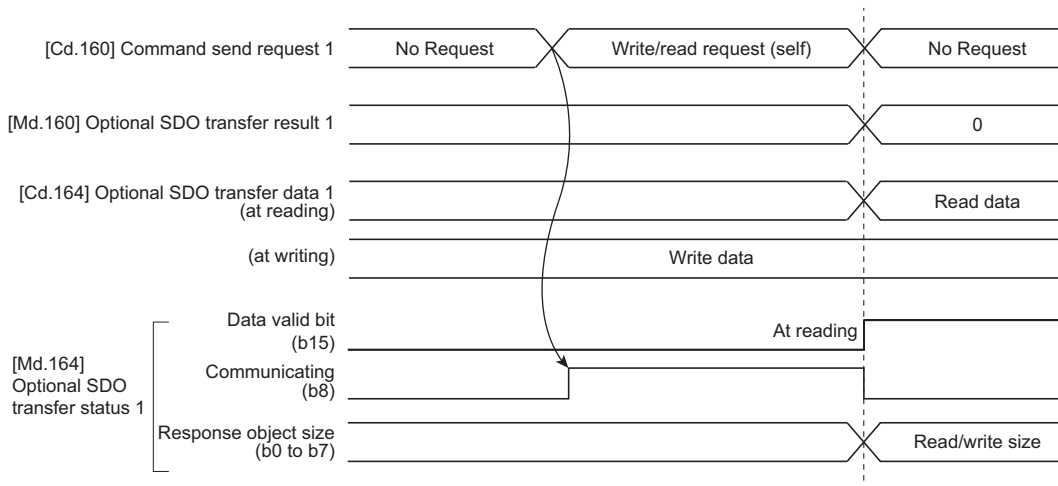 [Cd.160] Command send request 1
No Request
Write/read request (self)
No Request
[Md.160] Optional SDO transfer result 1
0
[Cd.164] Optional SDO transfer data 1
(at reading)
Read data
(at writing)
Write data
[Md.164]
Optional SDO
transfer status 1
Data valid bit
(b15)
At reading
Communicating
(b8)
Response object size
(b0 to b7)
Read/write size